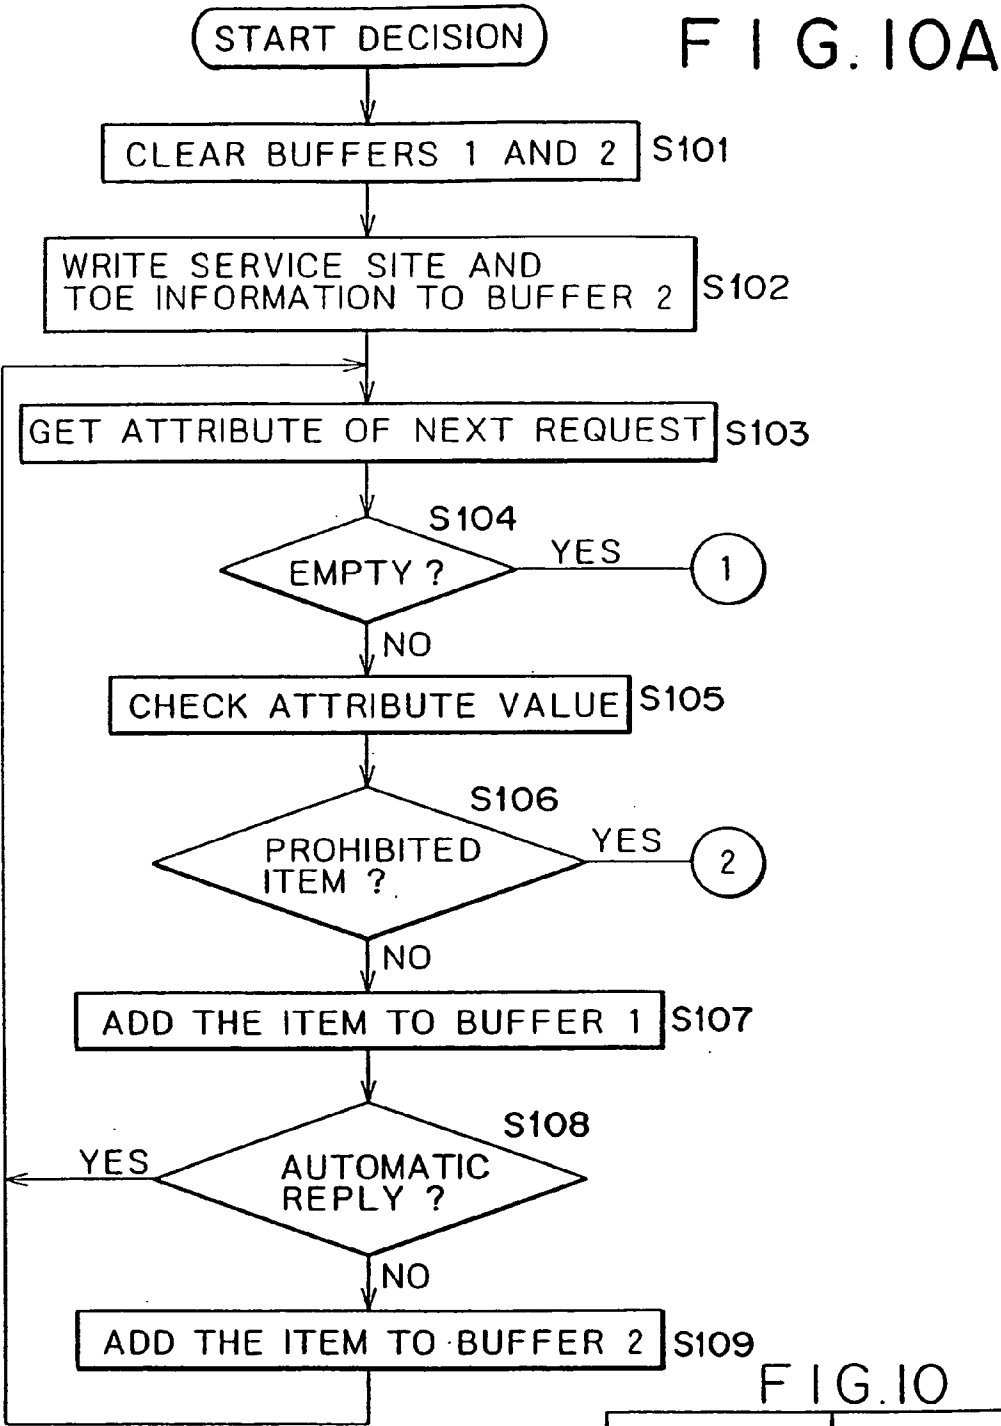 START DECISION
FIG.10A
CLEAR BUFFERS 1 AND 2
S101
WRITE SERVICE SITE AND
TOE INFORMATION TO BUFFER 2
S102
GET ATTRIBUTE OF NEXT REQUEST
S103
S104
EMPTY ?
YES
1
NO
CHECK ATTRIBUTE VALUE
S105
S106
PROHIBITED
ITEM ?
YES
2
NO
ADD THE ITEM TO BUFFER 1
S107
S108
YES
AUTOMATIC
REPLY ?
NO
ADD THE ITEM TO BUFFER 2
S109
FIG.10